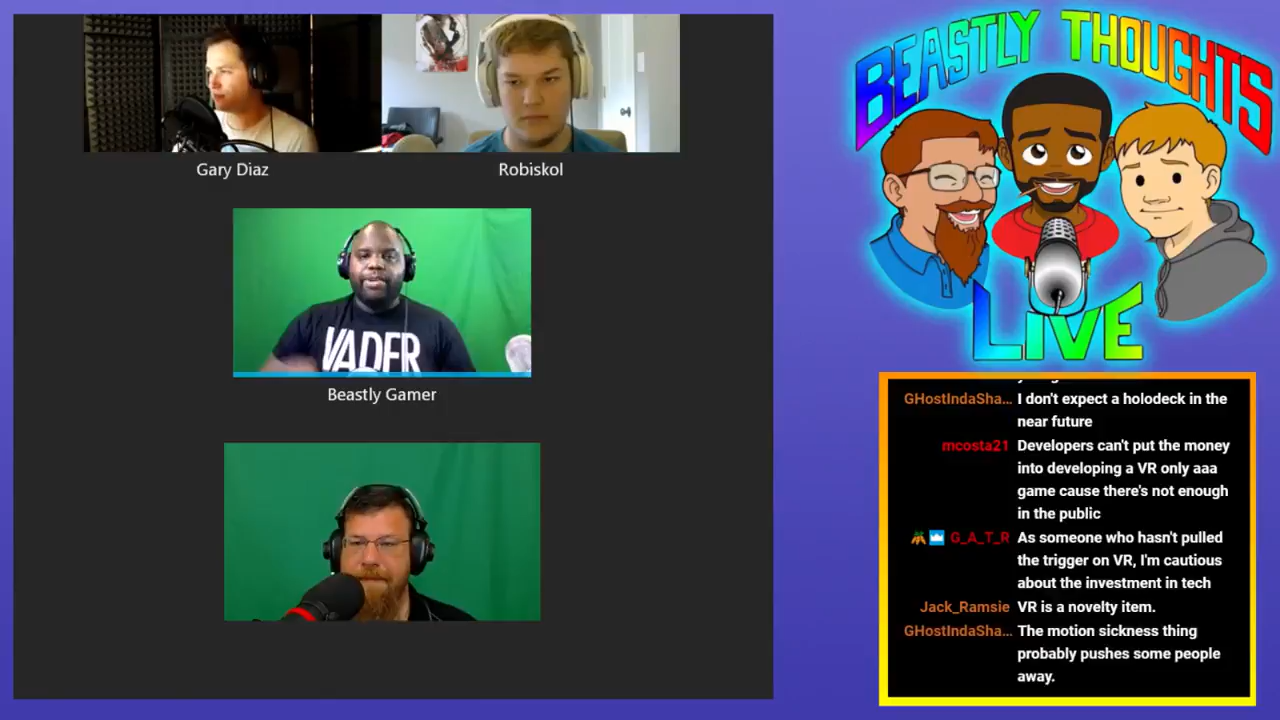 Gary Diaz
Robiskol
VADER
Beastly Gamer
BEASTLY THOUGHTS
LIVE
GHostIndaSha... I don't expect a holodeck in the
near future
mcosta21 Developers can't put the money
into developing a VR only aaa
game cause there's not enough
in the public
G_A_T_R As someone who hasn't pulled
the trigger on VR, I'm cautious
about the investment in tech
Jack_Ramsie VR is a novelty item.
GHostIndaSha... The motion sickness thing
probably pushes some people
away.